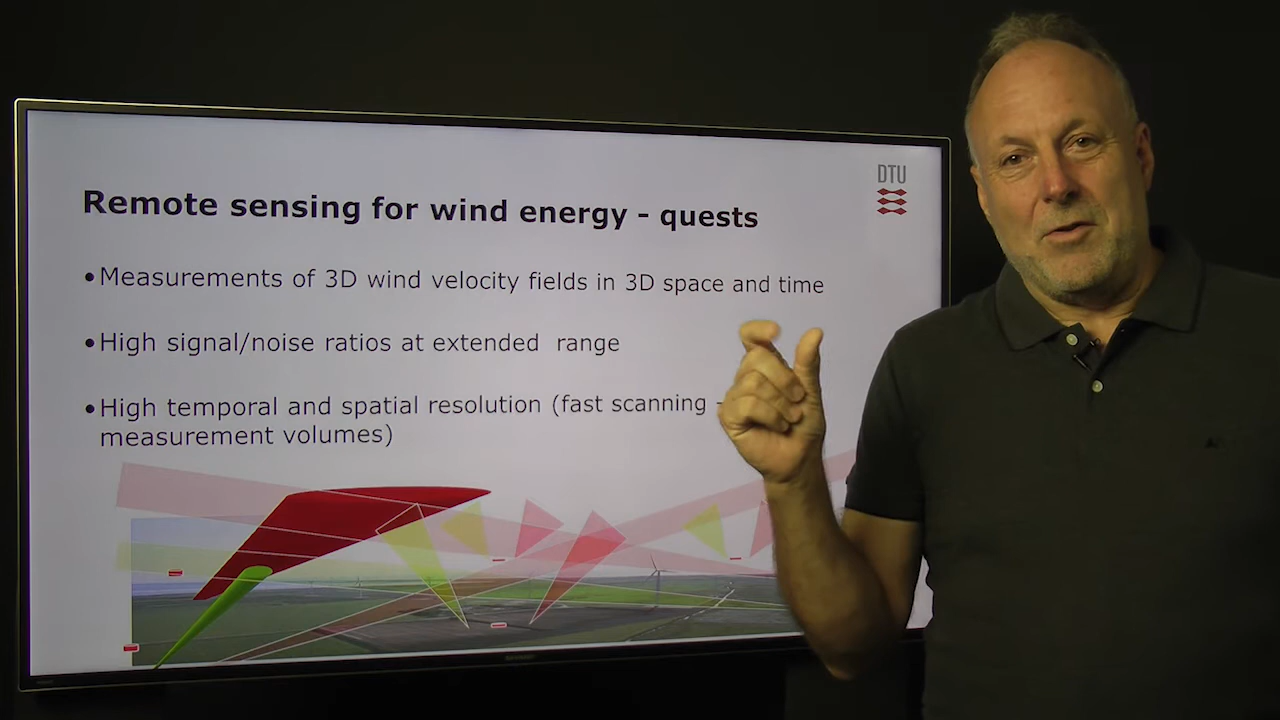 DTU
Remote sensing for wind energy - quests
•Measurements of 3D wind velocity fields in 3D space and time
•High signal/noise ratios at extended range
•High temporal and spatial resolution (fast scanning -
measurement volumes)
SHARP